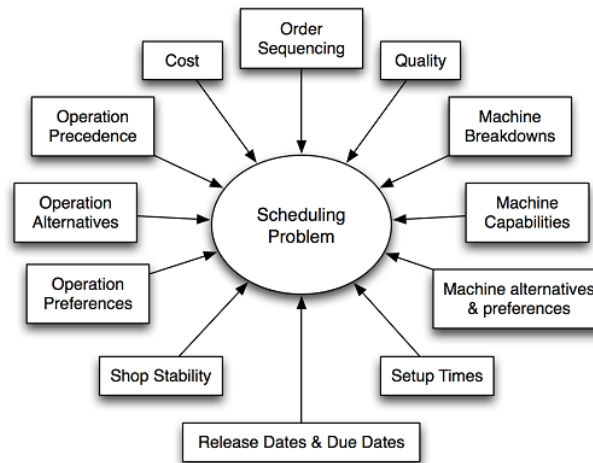 Order
Sequencing
Cost
Quality
Operation
Precedence
Machine
Breakdowns
Operation
Alternatives
Scheduling
Problem
Machine
Capabilities
Operation
Preferences
Machine alternatives
& preferences
Shop Stability
Setup Times
Release Dates & Due Dates